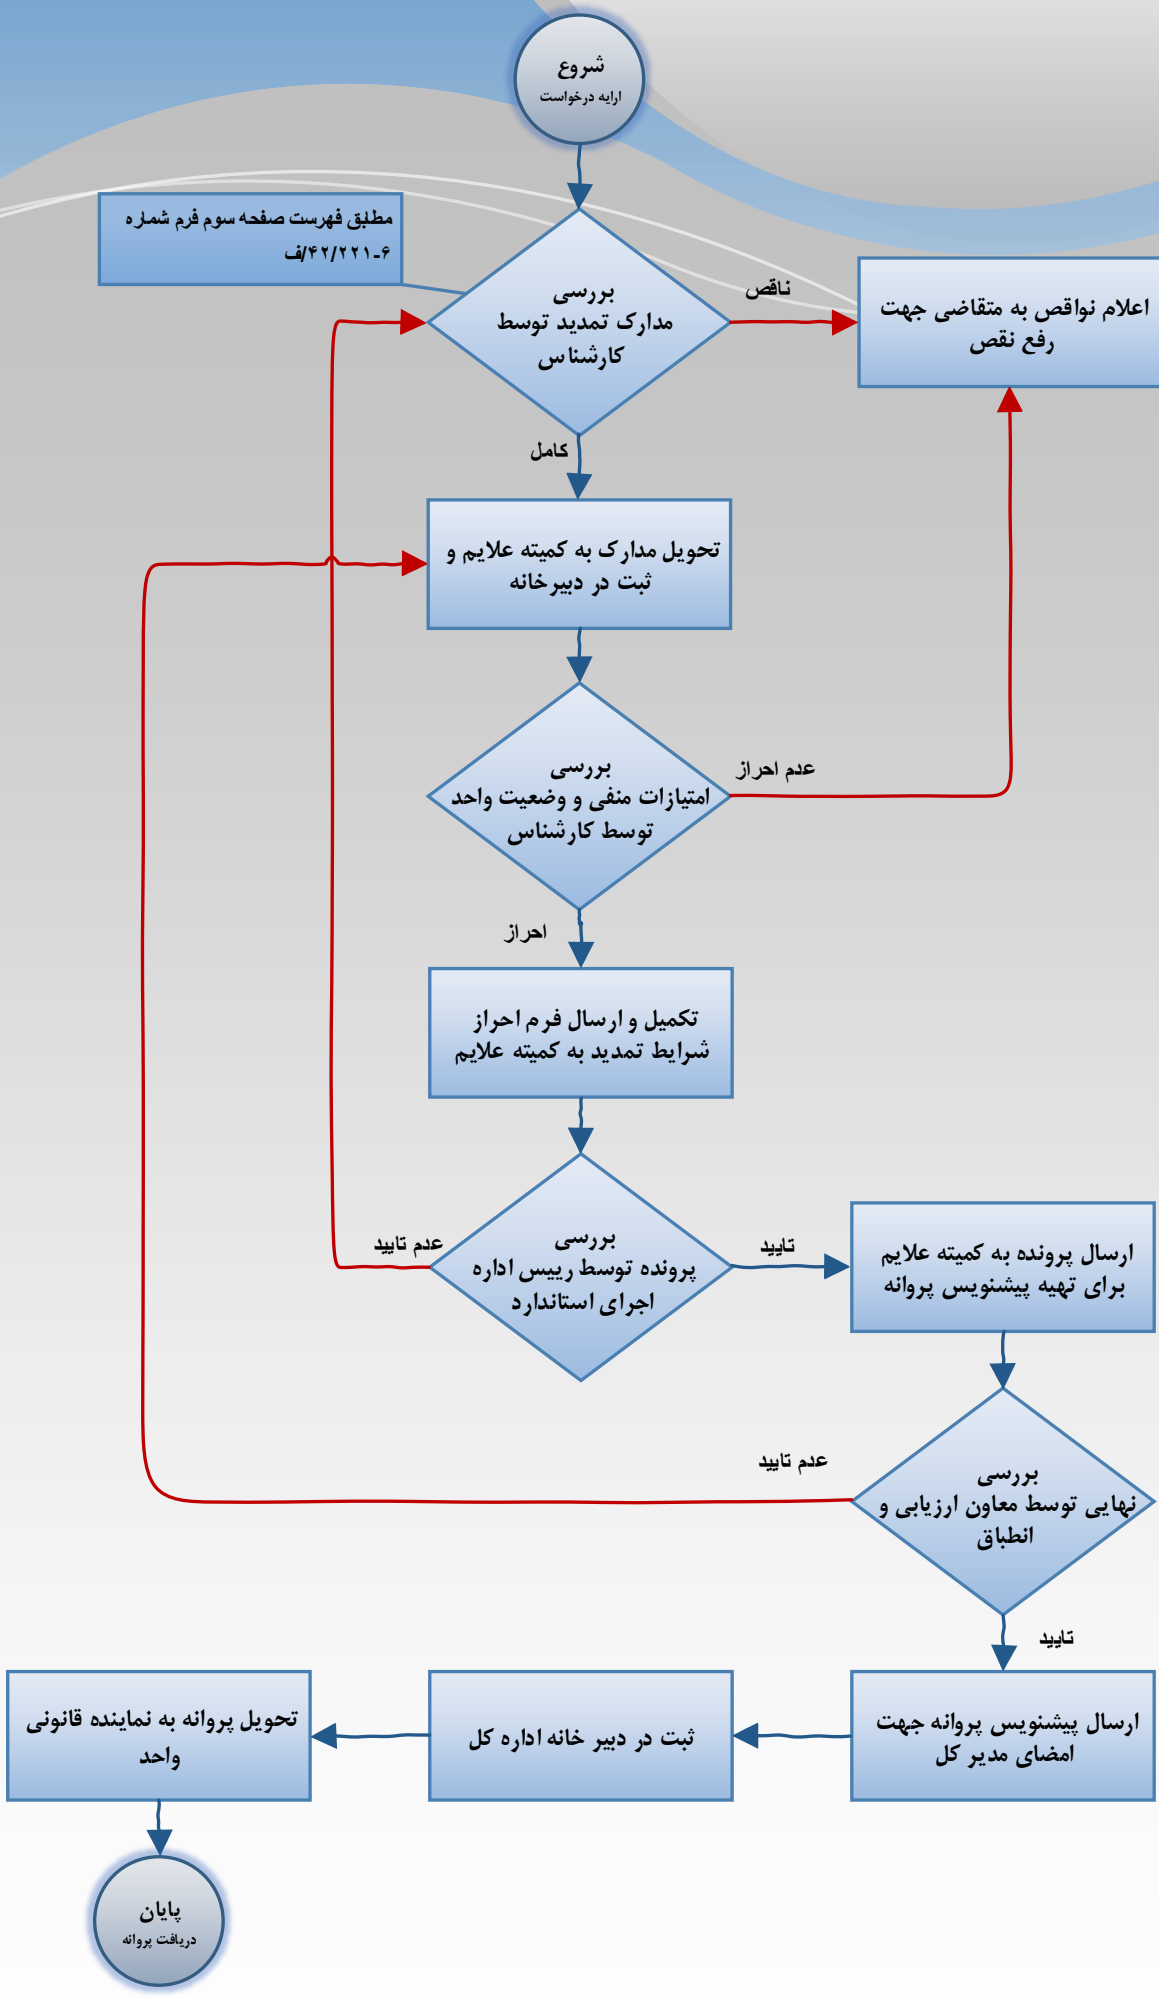 شروع
ارایه درخواست
مطابق فهرست صفحه سوم فرم شماره
۶-۴۲/۲۲۱/ف
بررسی
مدارک تمدید توسط
کارشناس
ناقص
اعلام نواقص به متقاضی جهت
رفع نقص
کامل
تحویل مدارک به کمیته علایم و
ثبت در دبیرخانه
بررسی
امتیازات منفی و وضعیت واحد
توسط کارشناس
عدم احراز
احراز
تکمیل و ارسال فرم احراز
شرایط تمدید به کمیته علایم
بررسی
پرونده توسط رییس اداره
اجرای استاندارد
عدم تایید
تایید
ارسال پرونده به کمیته علایم
برای تهیه پیشنویس پروانه
بررسی
نهایی توسط معاون ارزیابی و
انطباق
عدم تایید
تایید
ارسال پیشنویس پروانه جهت
امضای مدیر کل
ثبت در دبیر خانه اداره کل
تحویل پروانه به نماینده قانونی
واحد
پایان
دریافت پروانه